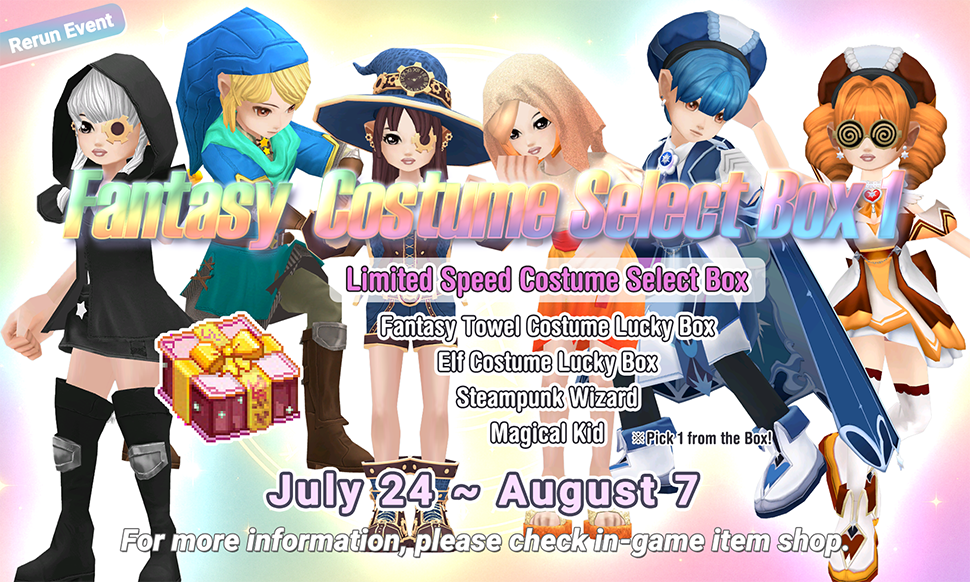 Rerun Event
Fantasy Costume Select Box 1
Limited Speed Costume Select Box
Fantasy Towel Costume Lucky Box
Elf Costume Lucky Box
Steampunk Wizard
Magical Kid
※Pick 1 from the Box!
July 24 ~ August 7
For more information, please check in-game item shop.